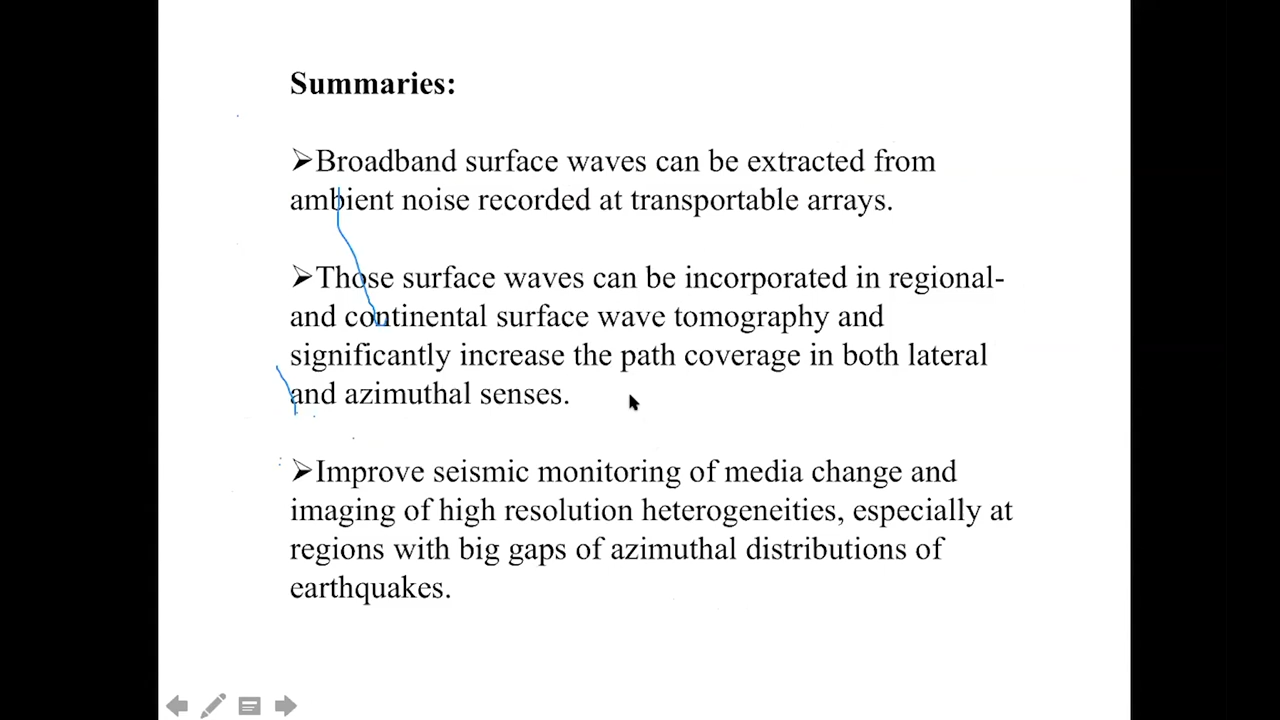 Summaries:
➢Broadband surface waves can be extracted from
ambient noise recorded at transportable arrays.
➢Those surface waves can be incorporated in regional-
and continental surface wave tomography and
significantly increase the path coverage in both lateral
and azimuthal senses.
➢Improve seismic monitoring of media change and
imaging of high resolution heterogeneities, especially at
regions with big gaps of azimuthal distributions of
earthquakes.